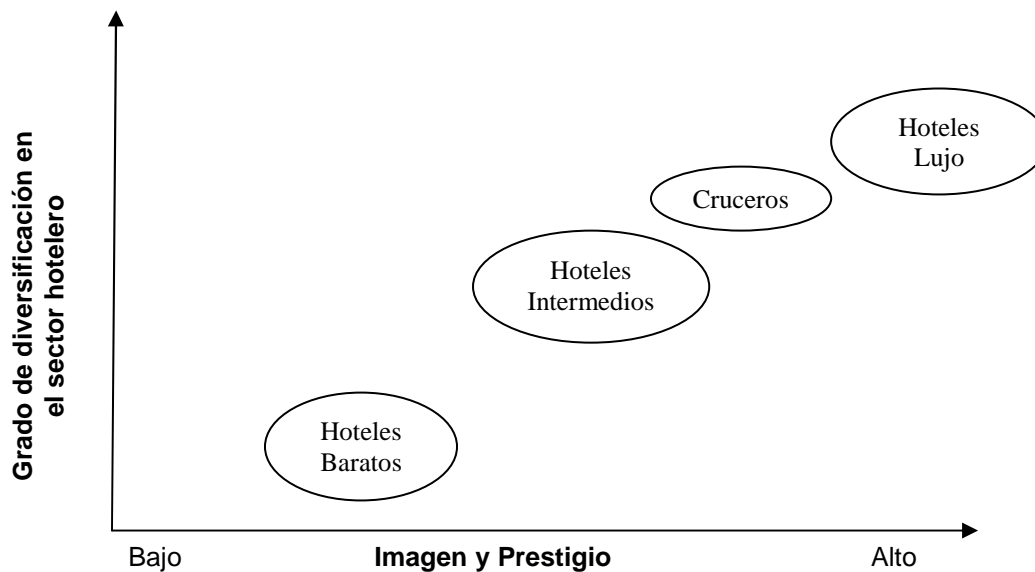 Grado de diversificación en
el sector hotelero
Hoteles
Lujo
Cruceros
Hoteles
Intermedios
Hoteles
Baratos
Bajo
Imagen y Prestigio
Alto